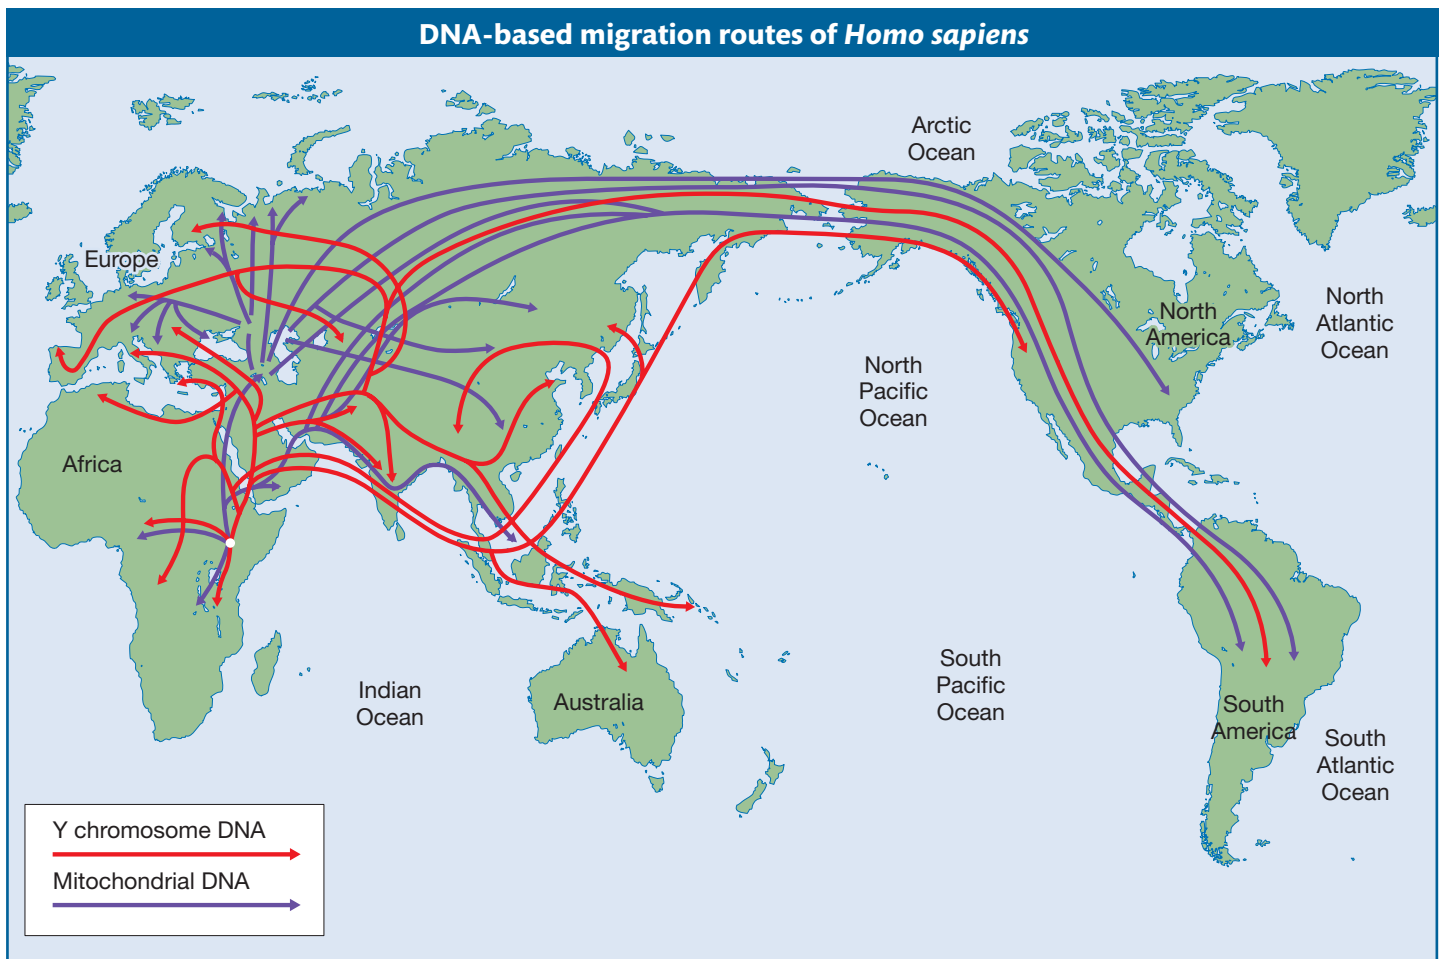 DNA-based migration routes of Homo sapiens
Arctic
Ocean
Europe
North
America
North
Atlantic
Ocean
North
Pacific
Ocean
Africa
Indian
Ocean
Australia
South
Pacific
Ocean
South
America
South
Atlantic
Ocean
Y chromosome DNA
Mitochondrial DNA